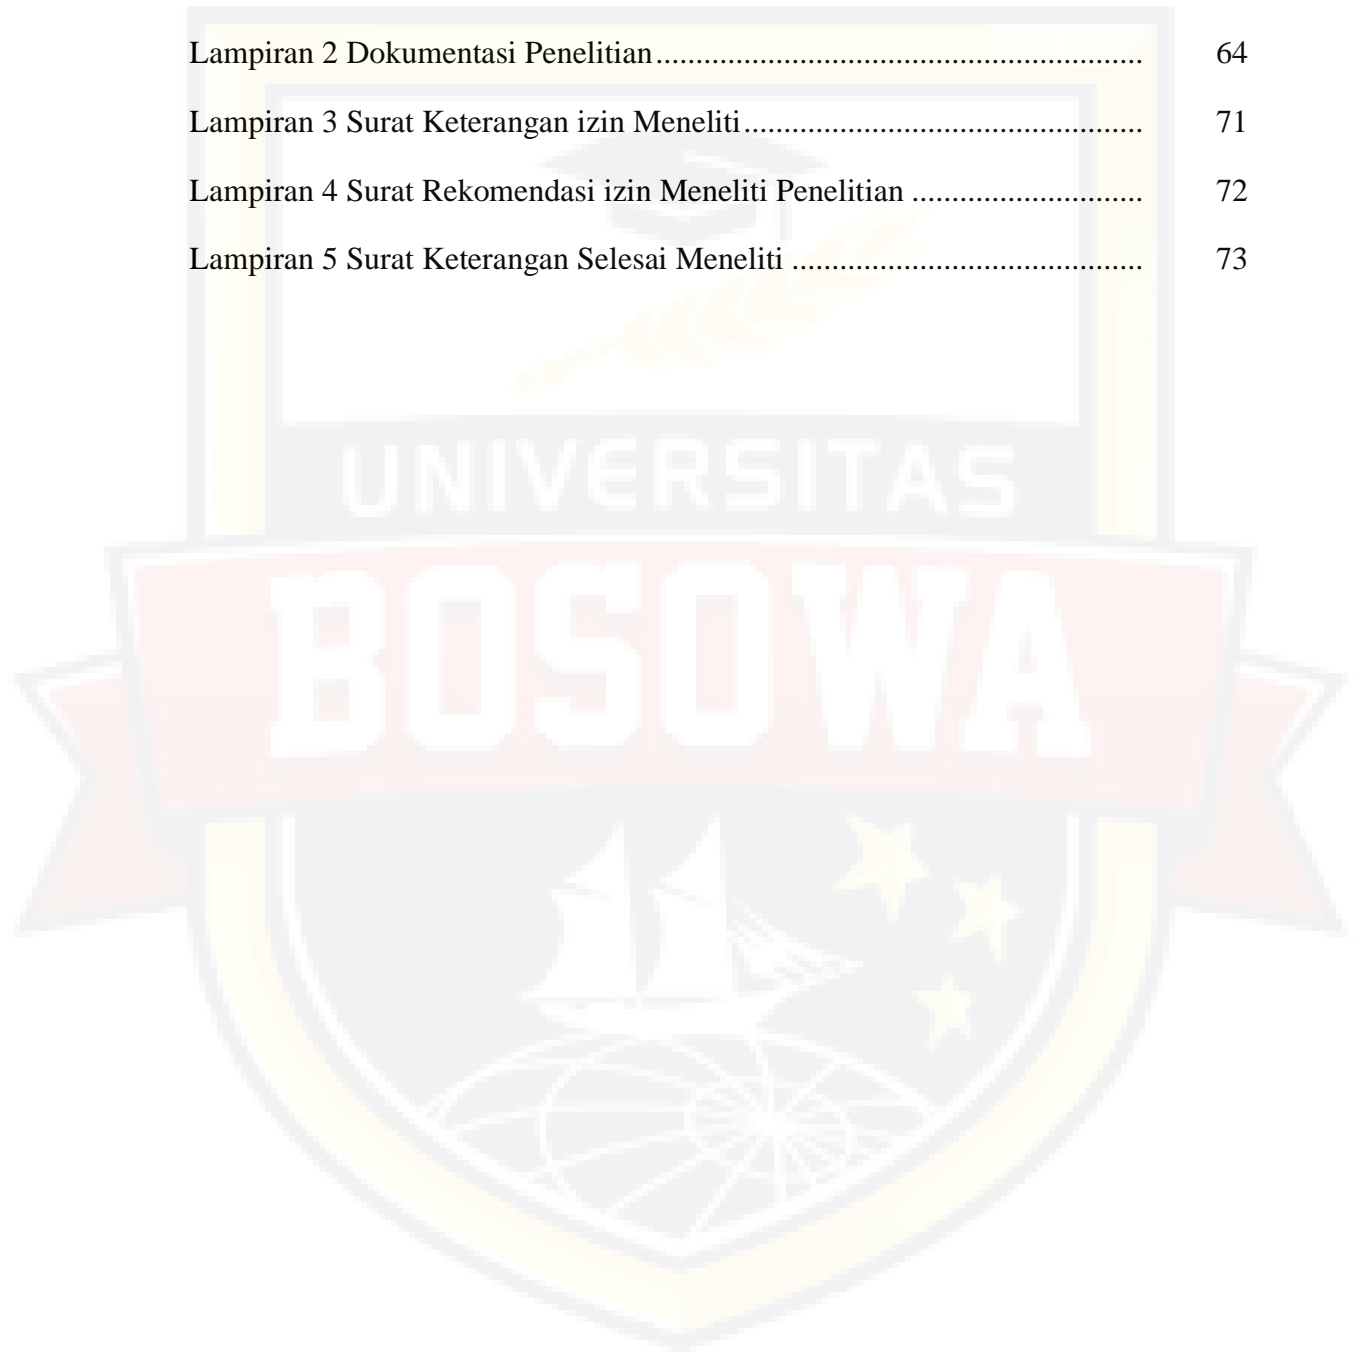 Lampiran 2 Dokumentasi Penelitian.............................................................. 64
Lampiran 3 Surat Keterangan izin Meneliti................................................... 71
Lampiran 4 Surat Rekomendasi izin Meneliti Penelitian ............................. 72
Lampiran 5 Surat Keterangan Selesai Meneliti ............................................ 73
UNIVERSITAS
BOSOWA